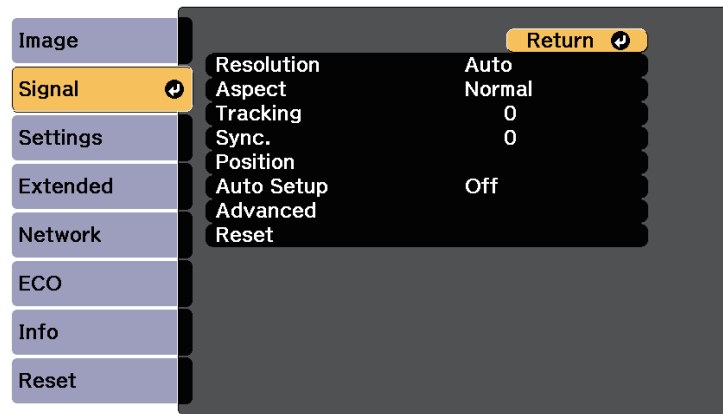 Image
Signal
Settings
Extended
Network
ECO
Info
Reset
Return
Resolution Auto
Aspect Normal
Tracking 0
Sync. 0
Position
Auto Setup Off
Advanced
Reset